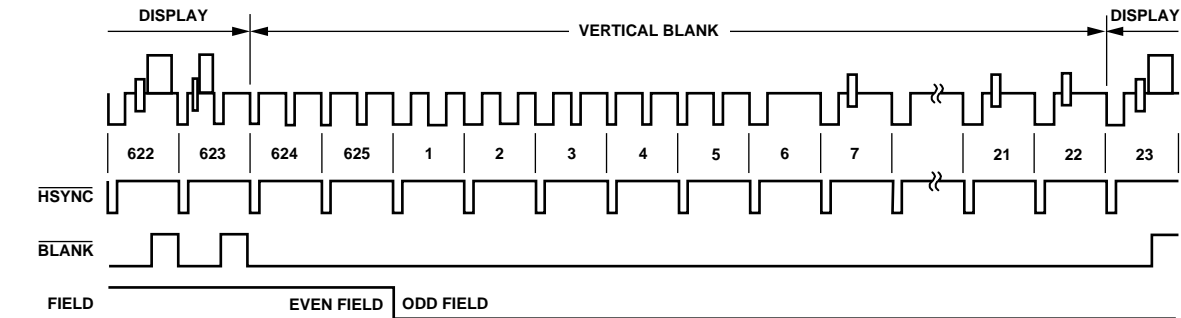 DISPLAY VERTICAL BLANK DISPLAY
622 623 624 625 1 2 3 4 5 6 7 21 22 23
HSYNC
BLANK
FIELD EVEN FIELD ODD FIELD